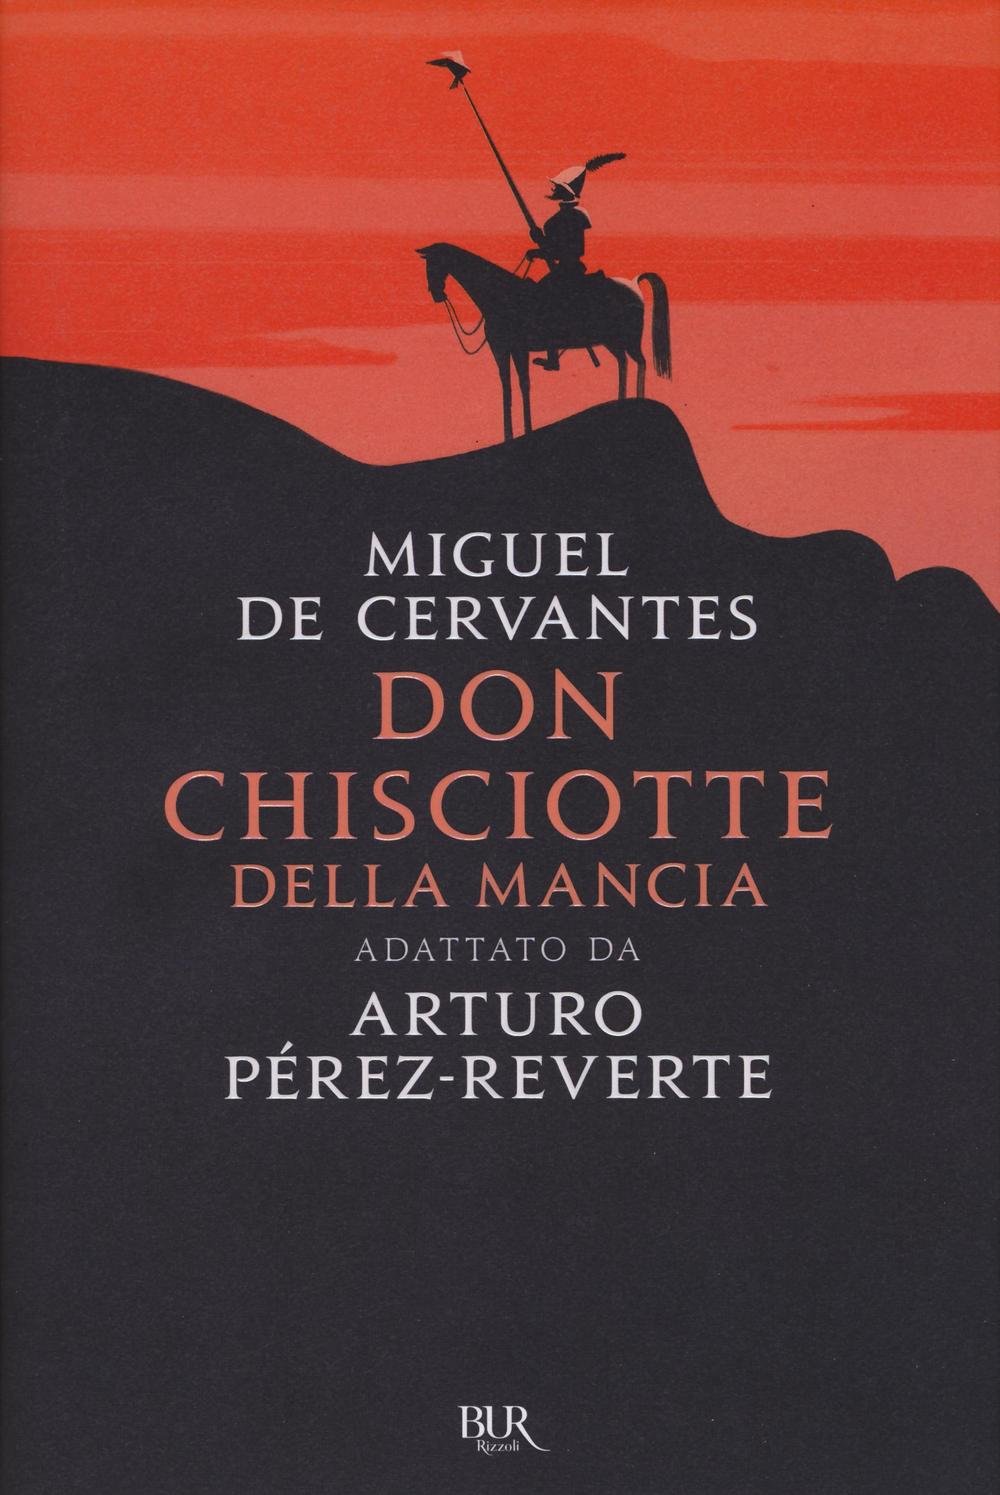 MIGUEL
DE CERVANTES
DON
CHISCIOTTE
DELLA MANCIA
ADATTATO DA
ARTURO
PÉREZ-REVERTE
BUR
Rizzoli